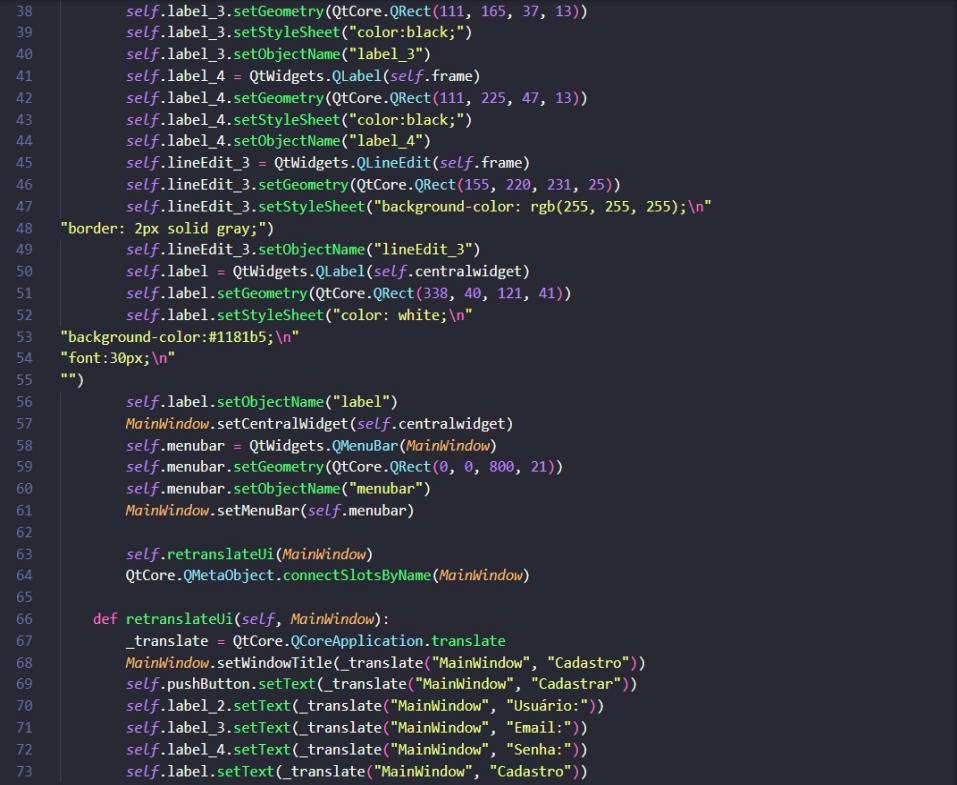 38 self.label_3.setGeometry(QtCore.QRect(111, 165, 37, 13))
39 self.label_3.setStyleSheet("color:black;")
40 self.label_3.setObjectName("label_3")
41 self.label_4 = QtWidgets.QLabel(self.frame)
42 self.label_4.setGeometry(QtCore.QRect(111, 225, 47, 13))
43 self.label_4.setStyleSheet("color:black;")
44 self.label_4.setObjectName("label_4")
45 self.lineEdit_3 = QtWidgets.QLineEdit(self.frame)
46 self.lineEdit_3.setGeometry(QtCore.QRect(155, 220, 231, 25))
47 self.lineEdit_3.setStyleSheet("background-color: rgb(255, 255, 255);\n"
48 "border: 2px solid gray;")
49 self.lineEdit_3.setObjectName("lineEdit_3")
50 self.label = QtWidgets.QLabel(self.centralwidget)
51 self.label.setGeometry(QtCore.QRect(338, 40, 121, 41))
52 self.label.setStyleSheet("color: white;\n"
53 "background-color:#1181b5;\n"
54 "font:30px;\n"
55 "")
56 self.label.setObjectName("label")
57 MainWindow.setCentralWidget(self.centralwidget)
58 self.menubar = QtWidgets.QMenuBar(MainWindow)
59 self.menubar.setGeometry(QtCore.QRect(0, 0, 800, 21))
60 self.menubar.setObjectName("menubar")
61 MainWindow.setMenuBar(self.menubar)
62
63 self.retranslateUi(MainWindow)
64 QtCore.QMetaObject.connectSlotsByName(MainWindow)
65
66 def retranslateUi(self, MainWindow):
67 _translate = QtCore.QCoreApplication.translate
68 MainWindow.setWindowTitle(_translate("MainWindow", "Cadastro"))
69 self.pushButton.setText(_translate("MainWindow", "Cadastrar"))
70 self.label_2.setText(_translate("MainWindow", "Usuário:"))
71 self.label_3.setText(_translate("MainWindow", "Email:"))
72 self.label_4.setText(_translate("MainWindow", "Senha:"))
73 self.label.setText(_translate("MainWindow", "Cadastro"))